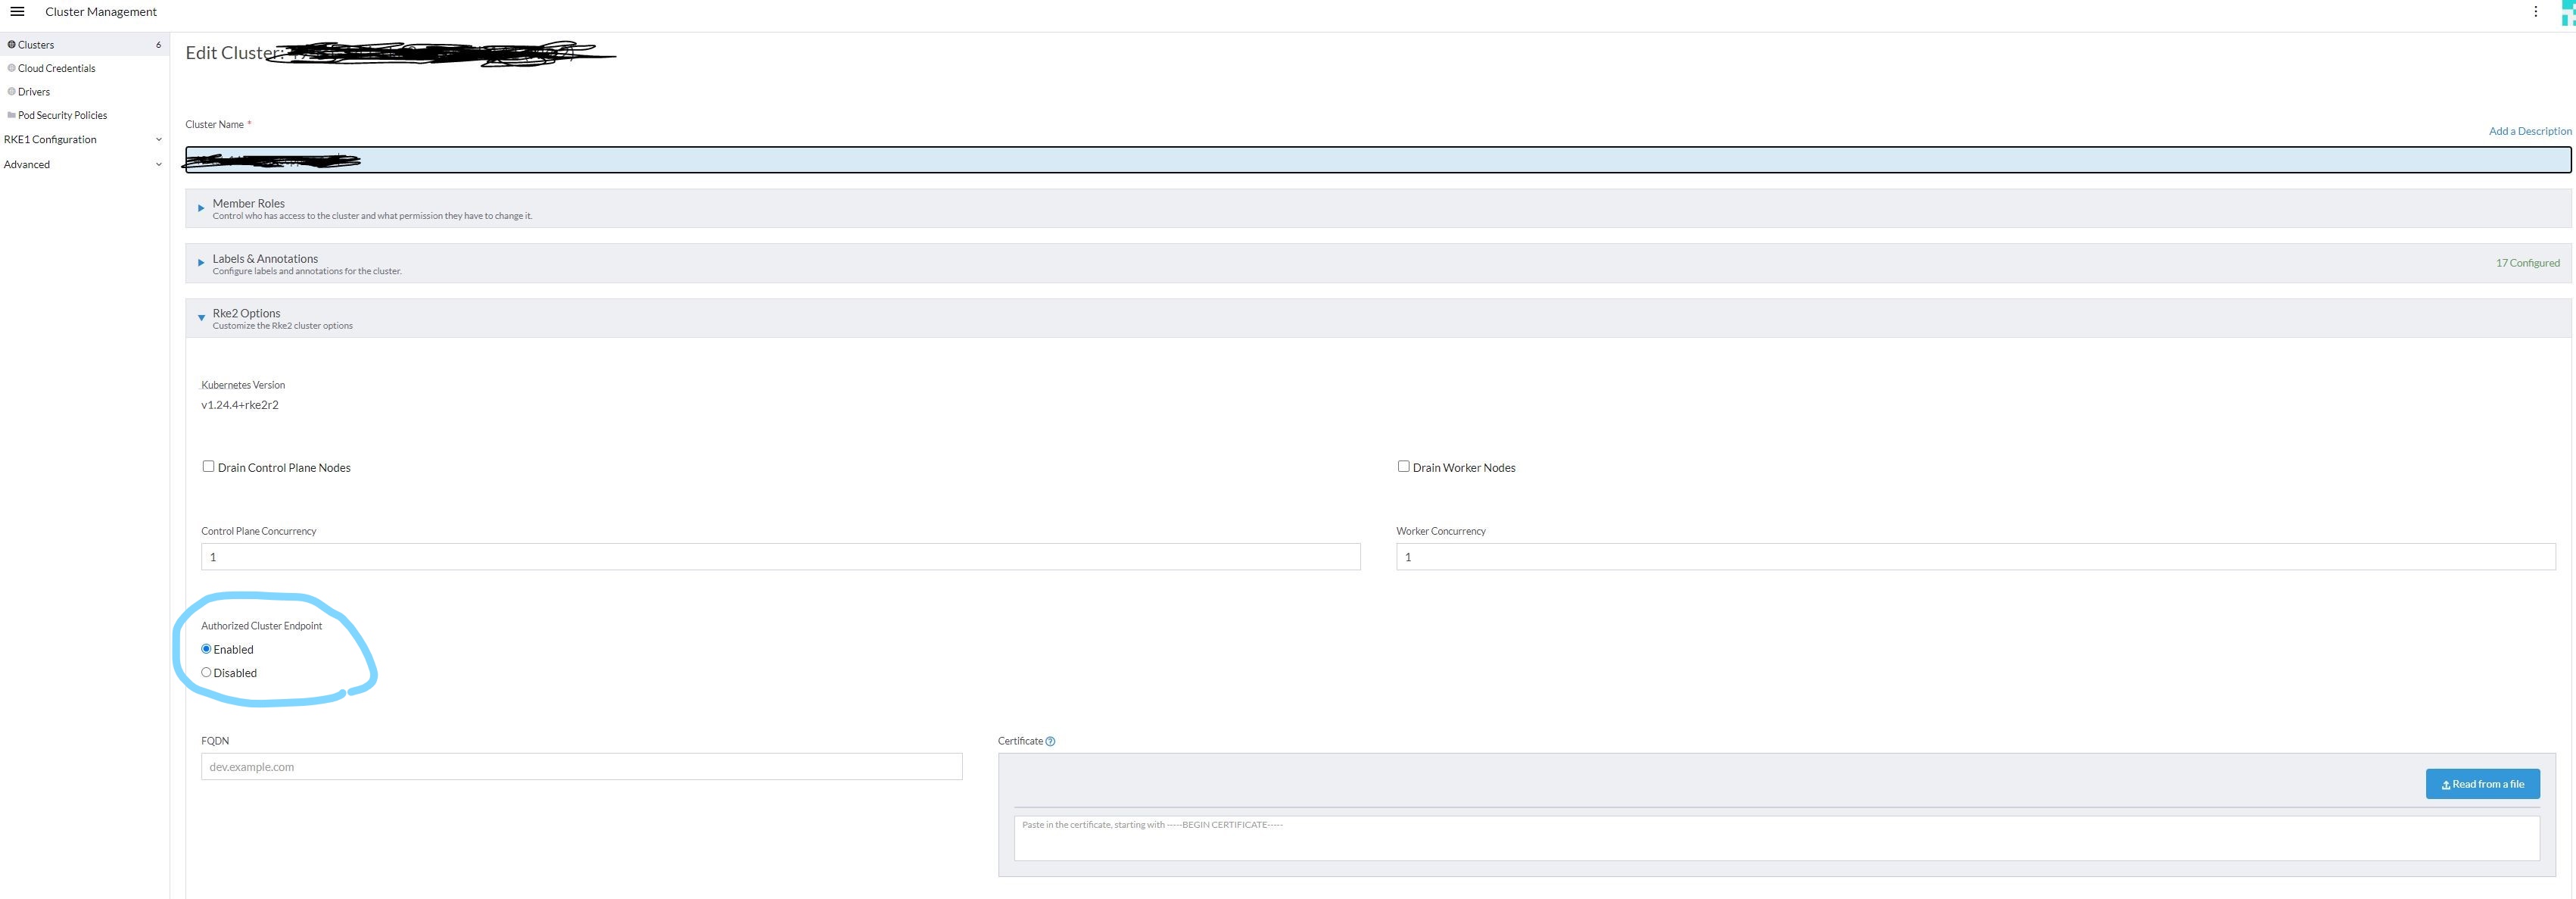 Cluster Management
Clusters 6
Cloud Credentials
Drivers
Pod Security Policies
RKE1 Configuration
Advanced
Edit Cluster:
Cluster Name *
Add a Description
Member Roles
Control who has access to the cluster and what permission they have to change it.
Labels & Annotations
Configure labels and annotations for the cluster.
17 Configured
Rke2 Options
Customize the Rke2 cluster options
Kubernetes Version
v1.24.4+rke2r2
Drain Control Plane Nodes
Drain Worker Nodes
Control Plane Concurrency
1
Worker Concurrency
1
Authorized Cluster Endpoint
Enabled
Disabled
FQDN
dev.example.com
Certificate
Read from a file
Paste in the certificate, starting with -----BEGIN CERTIFICATE-----